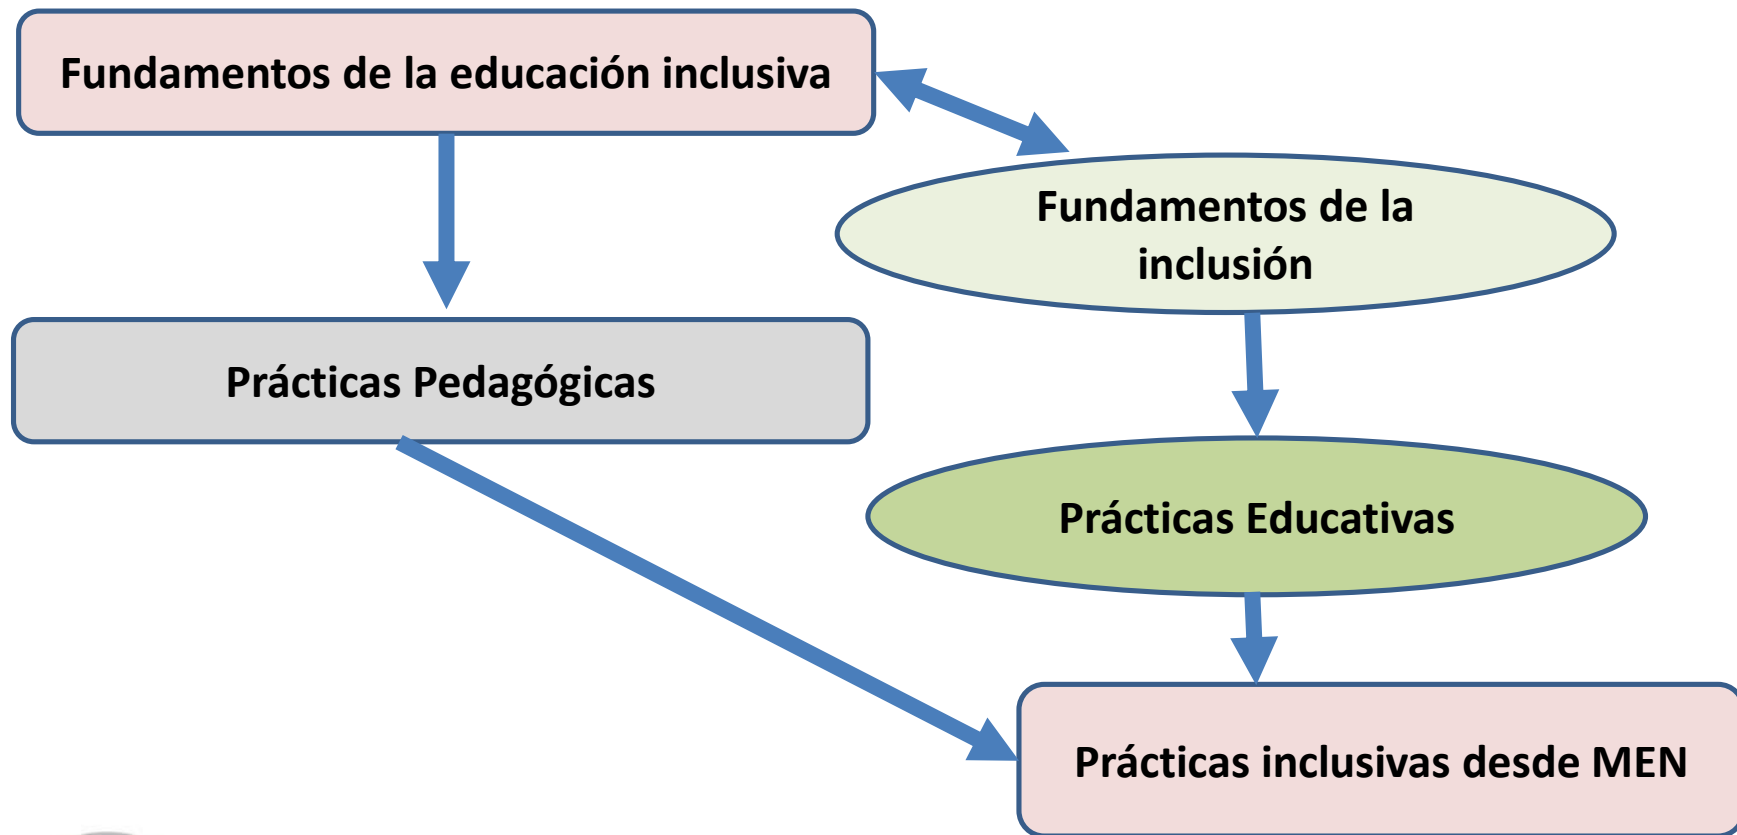 Fundamentos de la educación inclusiva
Fundamentos de la
inclusión
Prácticas Pedagógicas
Prácticas Educativas
Prácticas inclusivas desde MEN